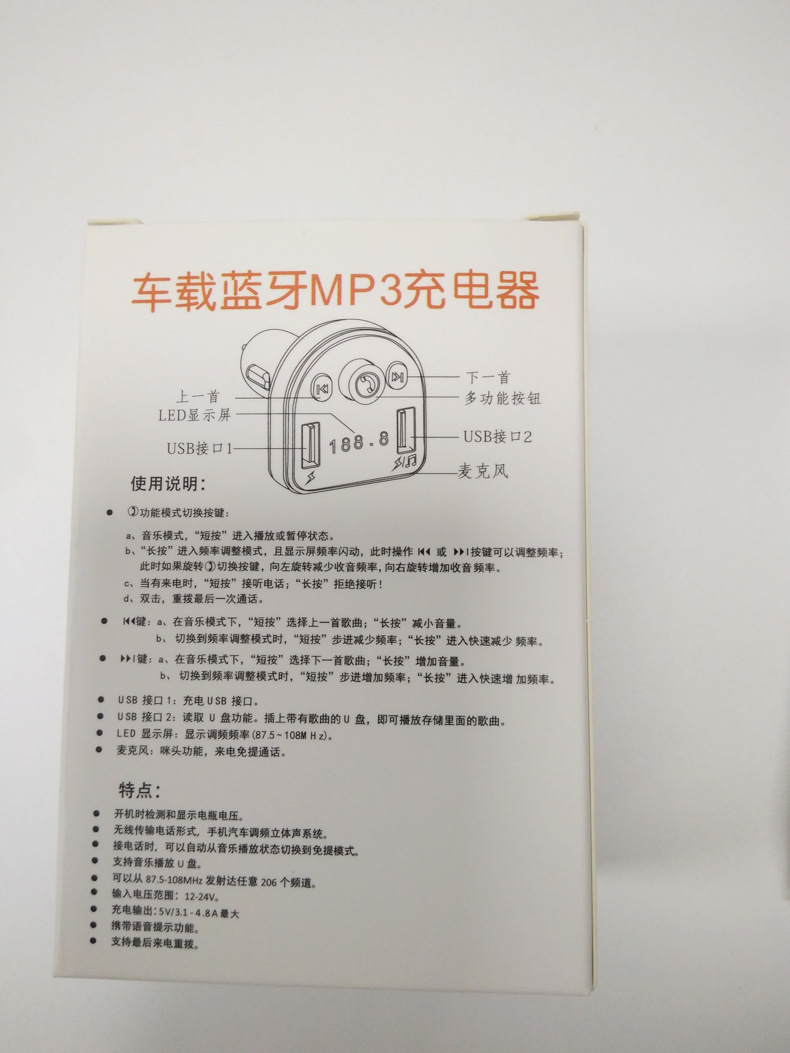 车载蓝牙MP3充电器
下一首
上一首
多功能按钮
LED显示屏
188.8
USB接口1
USB接口2
麦克风
使用说明：
功能模式切换按键：
a、音乐模式，“短按”进入播放或暂停状态。
b、“长按”进入频率调整模式，且显示屏频率闪动，此时操作 ⏮ 或 ⏭按键可以调整频率；
此时如果旋转切换按键，向左旋转减少收音频率，向右旋转增加收音频率。
c、当有来电时，“短按”接听电话；“长按”拒绝接听！
d、双击，重拨最后一次通话。
⏮键：a、在音乐模式下，“短按”选择上一首歌曲；“长按”减小音量。
b、切换到频率调整模式时，“短按”步进减少频率；“长按”进入快速减少 频率。
⏭键：a、在音乐模式下，“短按”选择下一首歌曲；“长按”增加音量。
b、切换到频率调整模式时，“短按”步进增加频率；“长按”进入快速增 加频率。
USB 接口1：充电USB 接口。
USB 接口2：读取 U 盘功能。插上带有歌曲的U 盘，即可播放存储里面的歌曲。
LED 显示屏：显示调频频率(87.5~108MHz)。
麦克风：咪头功能，来电免提通话。
特点：
开机时检测和显示电瓶电压。
无线传输电话形式，手机汽车调频立体声系统。
接电话时，可以自动从音乐播放状态切换到免提模式。
支持音乐播放 U 盘。
可以从 87.5-108MHz 发射达任意 206 个频道。
输入电压范围：12-24V。
充电输出：5V/3.1-4.8A最大
携带语音提示功能。
支持最后来电重拨。